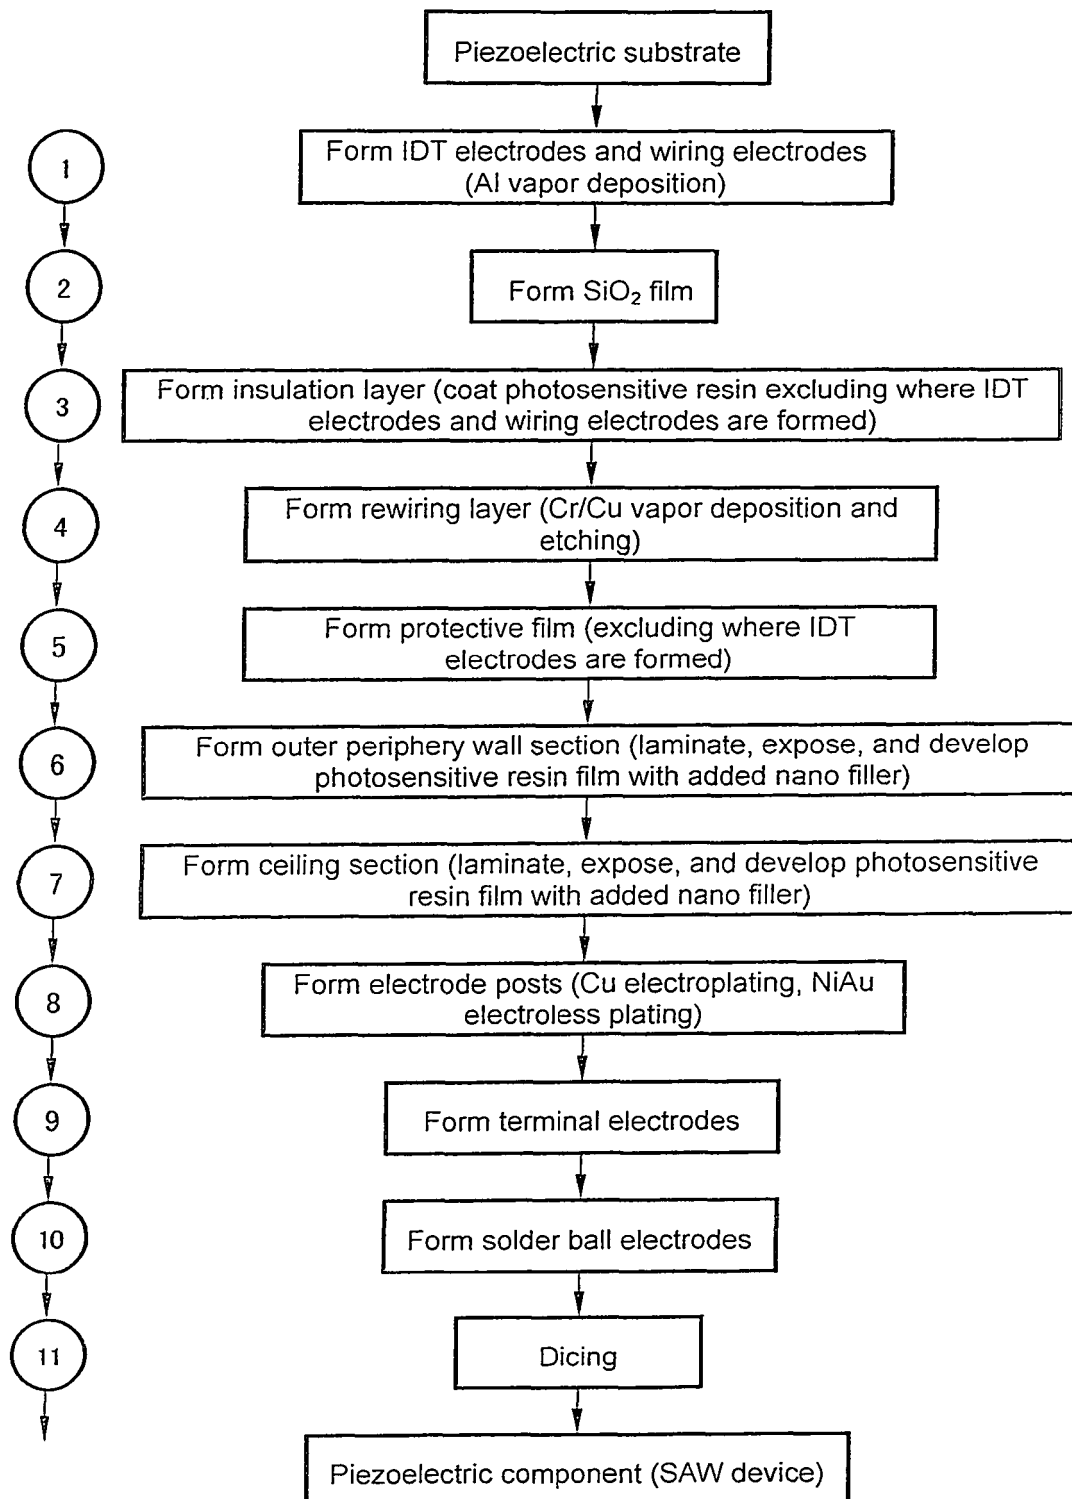 Piezoelectric substrate
1
Form IDT electrodes and wiring electrodes
(Al vapor deposition)
2
Form SiO₂ film
3
Form insulation layer (coat photosensitive resin excluding where IDT
electrodes and wiring electrodes are formed)
4
Form rewiring layer (Cr/Cu vapor deposition and
etching)
5
Form protective film (excluding where IDT
electrodes are formed)
6
Form outer periphery wall section (laminate, expose, and develop
photosensitive resin film with added nano filler)
7
Form ceiling section (laminate, expose, and develop photosensitive
resin film with added nano filler)
8
Form electrode posts (Cu electroplating, NiAu
electroless plating)
9
Form terminal electrodes
10
Form solder ball electrodes
11
Dicing
Piezoelectric component (SAW device)